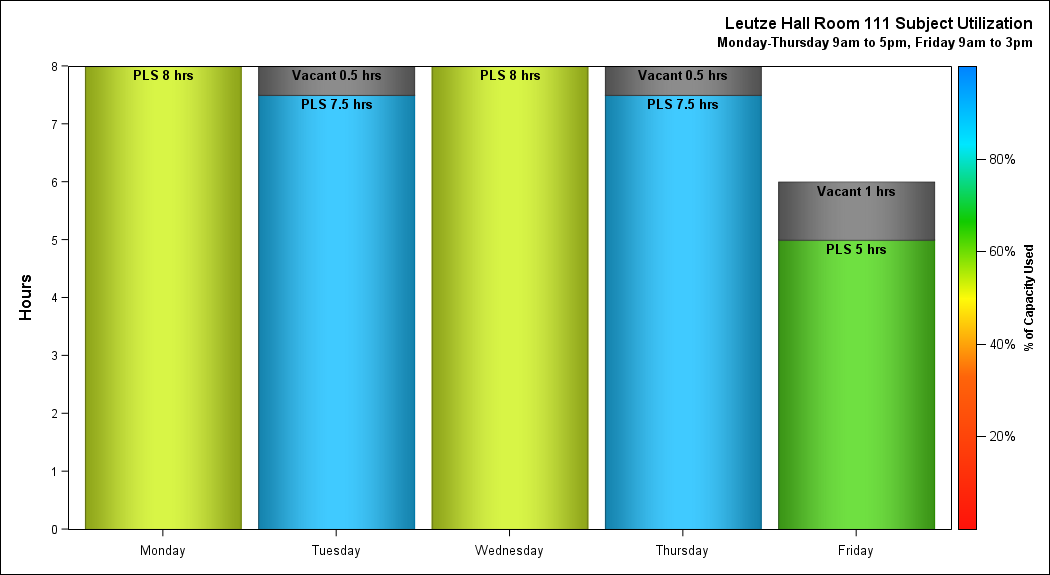 Leutze Hall Room 111 Subject Utilization
Monday-Thursday 9am to 5pm, Friday 9am to 3pm
Hours
8
7
6
5
4
3
2
1
0
PLS 8 hrs
Vacant 0.5 hrs
PLS 7.5 hrs
PLS 8 hrs
Vacant 0.5 hrs
PLS 7.5 hrs
Vacant 1 hrs
PLS 5 hrs
Monday
Tuesday
Wednesday
Thursday
Friday
80%
60%
40%
20%
% of Capacity Used